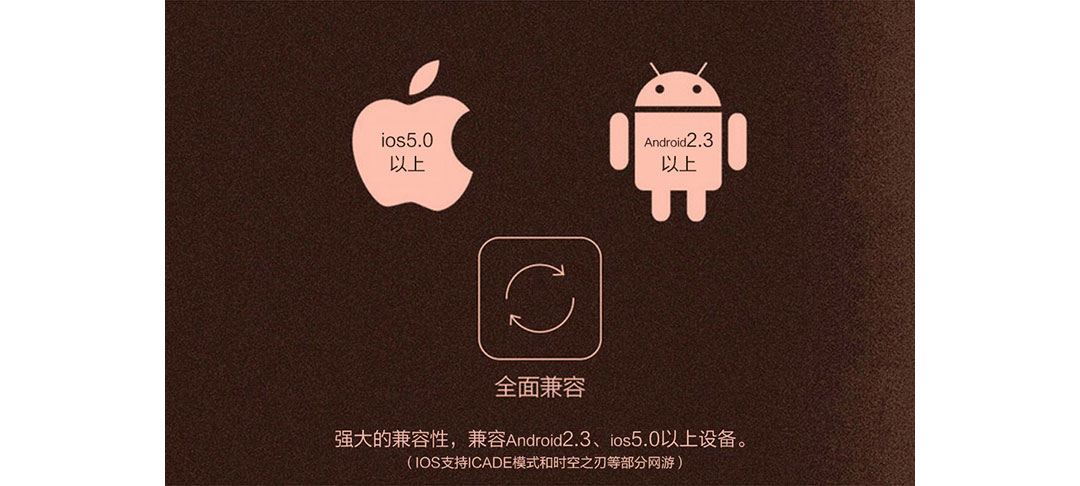 ios5.0
以上
Android2.3
以上
全面兼容
强大的兼容性，兼容Android2.3、ios5.0以上设备。
（IOS支持ICADE模式和时空之刃等部分网游）